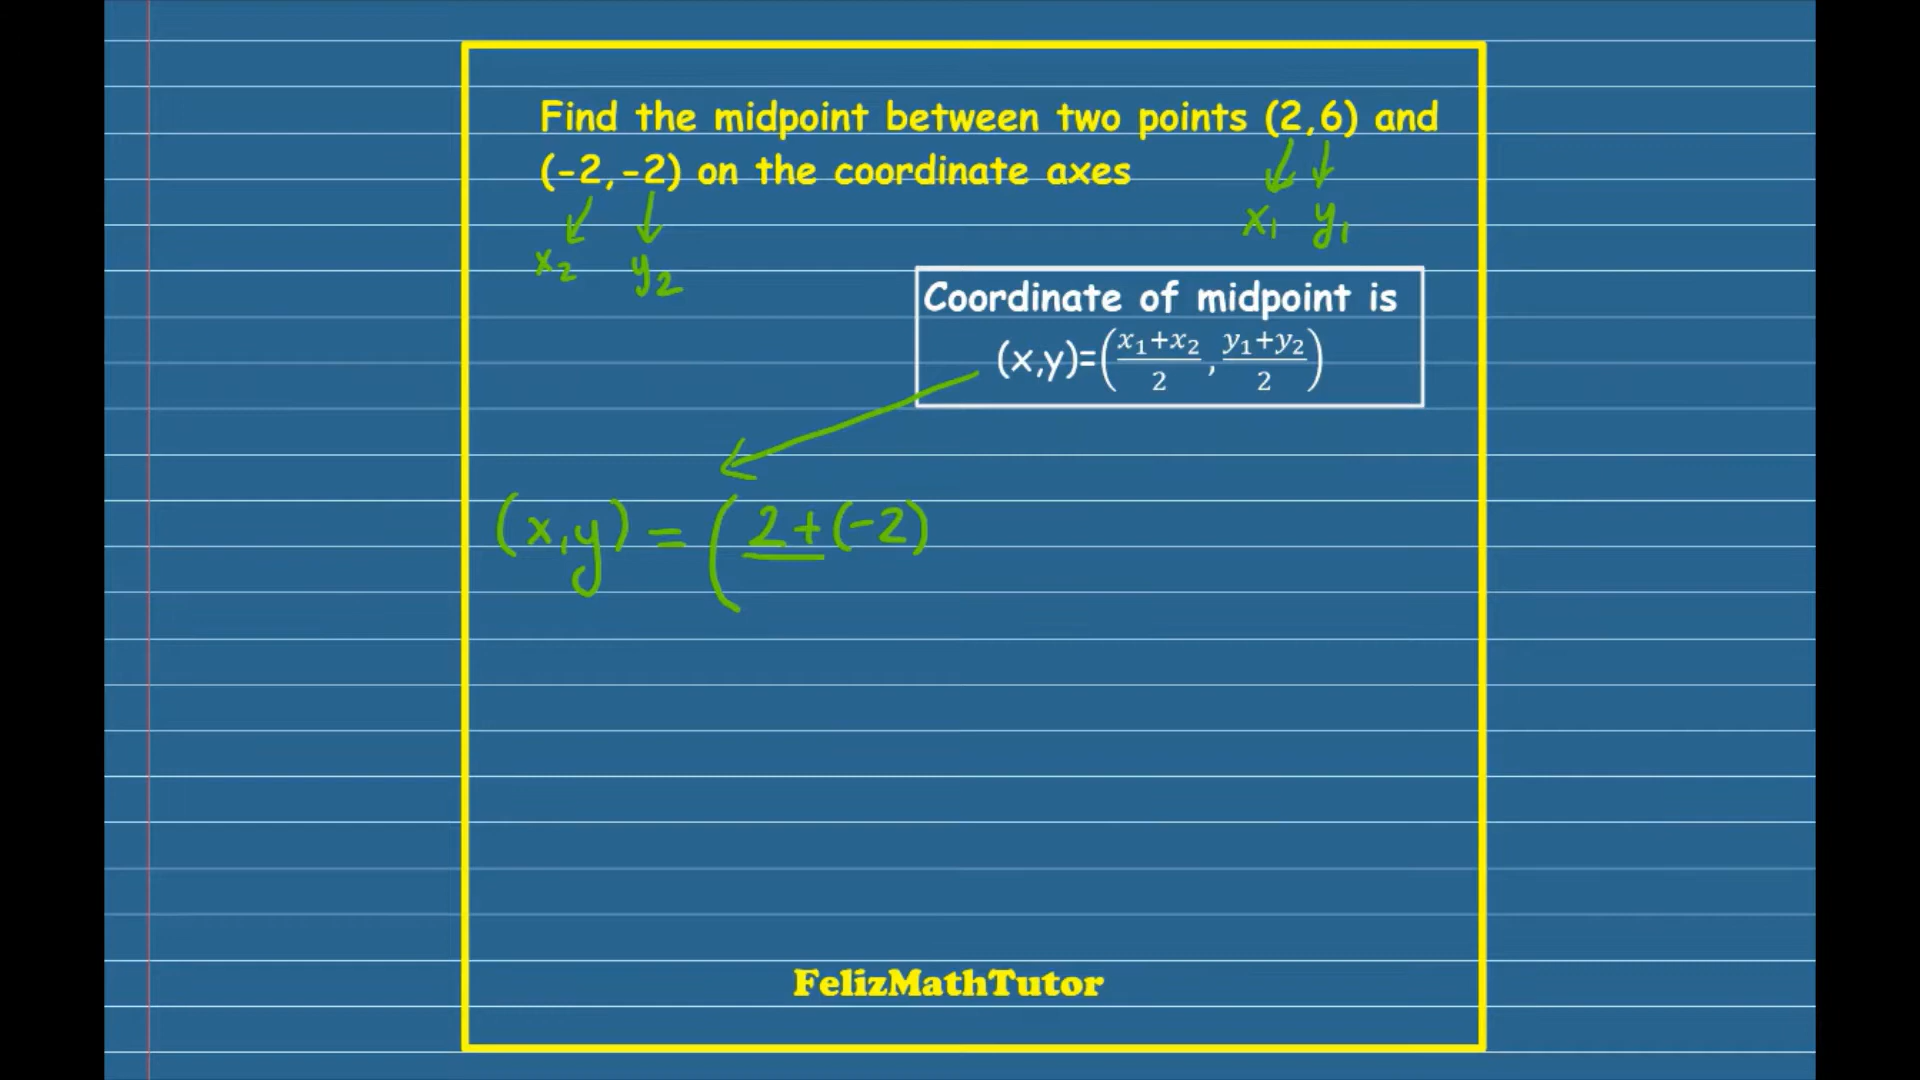 Find the midpoint between two points (2,6) and
(-2,-2) on the coordinate axes
x₁ y₁
x₂ y₂
Coordinate of midpoint is
(x,y)=((x₁+x₂)/2, (y₁+y₂)/2)
(x,y) = (2+(-2)
FelizMathTutor